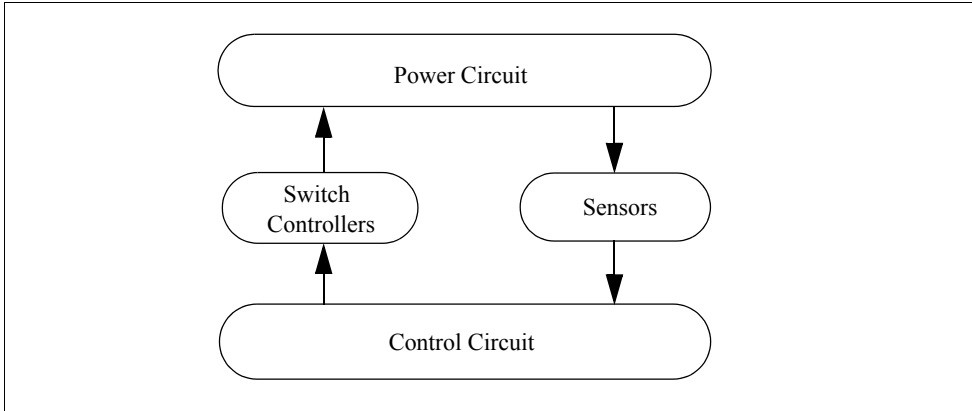 Power Circuit
Switch
Controllers
Sensors
Control Circuit